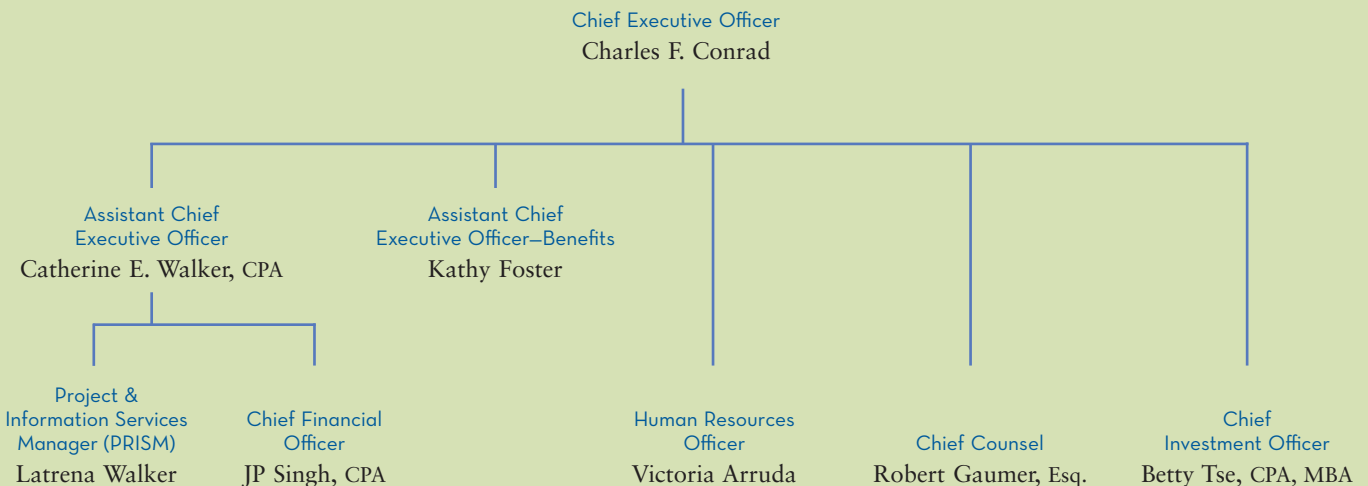 Chief Executive Officer
Charles F. Conrad
Assistant Chief
Executive Officer
Catherine E. Walker, CPA
Assistant Chief
Executive Officer—Benefits
Kathy Foster
Project &
Information Services
Manager (PRISM)
Latrena Walker
Chief Financial
Officer
JP Singh, CPA
Human Resources
Officer
Victoria Arruda
Chief Counsel
Robert Gaumer, Esq.
Chief
Investment Officer
Betty Tse, CPA, MBA